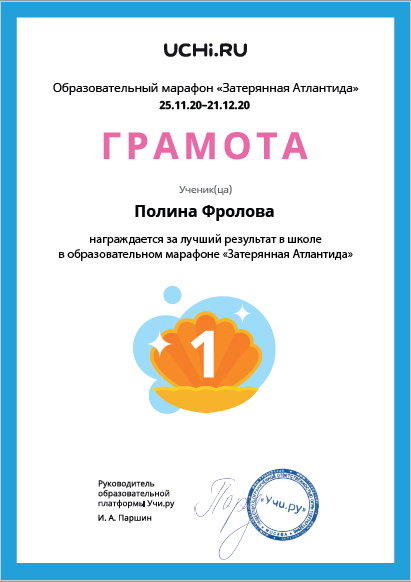 UCHi.RU
Образовательный марафон «Затерянная Атлантида»
25.11.20–21.12.20
ГРАМОТА
Ученик(ца)
Полина Фролова
награждается за лучший результат в школе
в образовательном марафоне «Затерянная Атлантида»
1
Руководитель
образовательной
платформы Учи.ру
И. А. Паршин
«Учи.ру»
МОСКВА